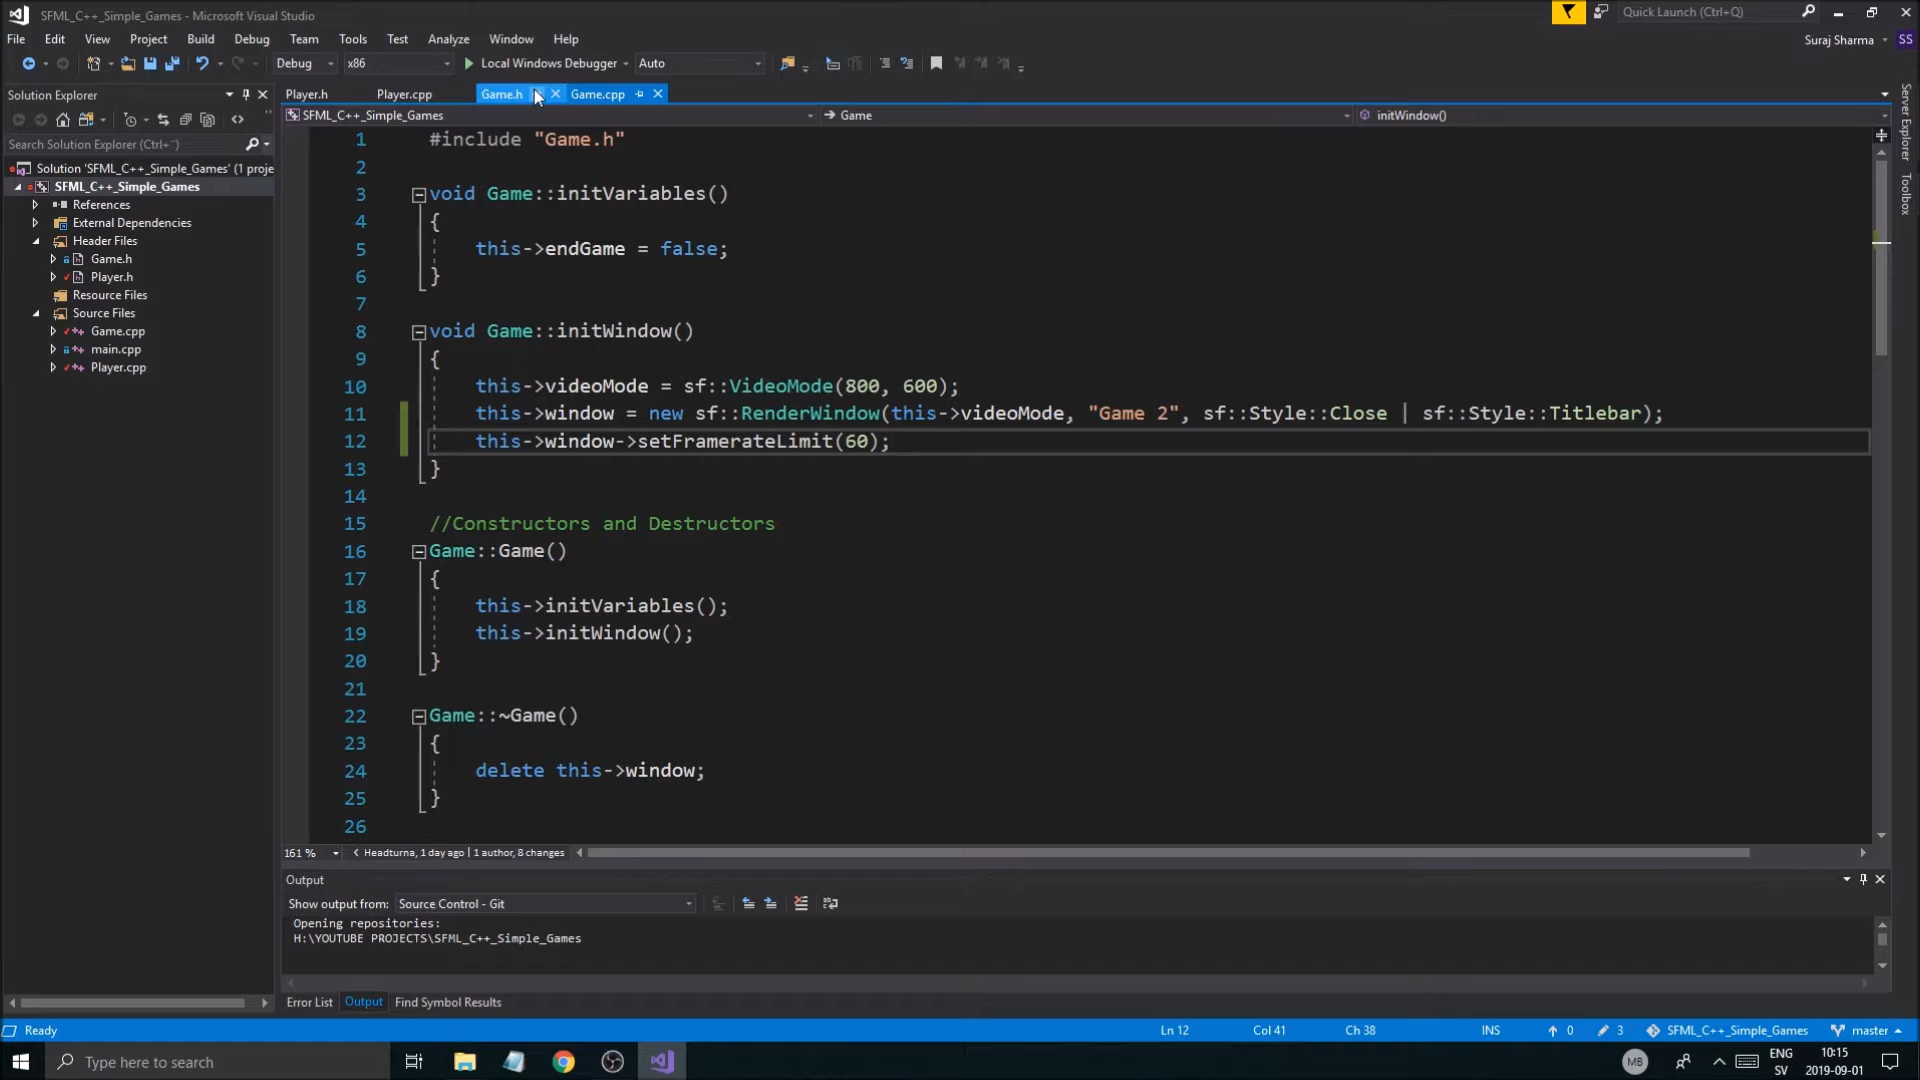 SFML_C++_Simple_Games - Microsoft Visual Studio
Quick Launch (Ctrl+Q)
File Edit View Project Build Debug Team Tools Test Analyze Window Help
Suraj Sharma SS
Debug x86 Local Windows Debugger Auto
Solution Explorer
Player.h Player.cpp Game.h Game.cpp
SFML_C++_Simple_Games Game initWindow()
Search Solution Explorer (Ctrl+¨)
Solution 'SFML_C++_Simple_Games' (1 proje
SFML_C++_Simple_Games
References
External Dependencies
Header Files
Game.h
Player.h
Resource Files
Source Files
Game.cpp
main.cpp
Player.cpp
1 #include "Game.h"
2
3 void Game::initVariables()
4 {
5 this->endGame = false;
6 }
7
8 void Game::initWindow()
9 {
10 this->videoMode = sf::VideoMode(800, 600);
11 this->window = new sf::RenderWindow(this->videoMode, "Game 2", sf::Style::Close | sf::Style::Titlebar);
12 this->window->setFramerateLimit(60);
13 }
14
15 //Constructors and Destructors
16 Game::Game()
17 {
18 this->initVariables();
19 this->initWindow();
20 }
21
22 Game::~Game()
23 {
24 delete this->window;
25 }
26
Server Explorer
Toolbox
161 % Headturna, 1 day ago | 1 author, 8 changes
Output
Show output from: Source Control - Git
Opening repositories:
H:\YOUTUBE PROJECTS\SFML_C++_Simple_Games
Error List Output Find Symbol Results
Ready Ln 12 Col 41 Ch 38 INS 0 3 SFML_C++_Simple_Games master
Type here to search
MB
ENG
SV
10:15
2019-09-01